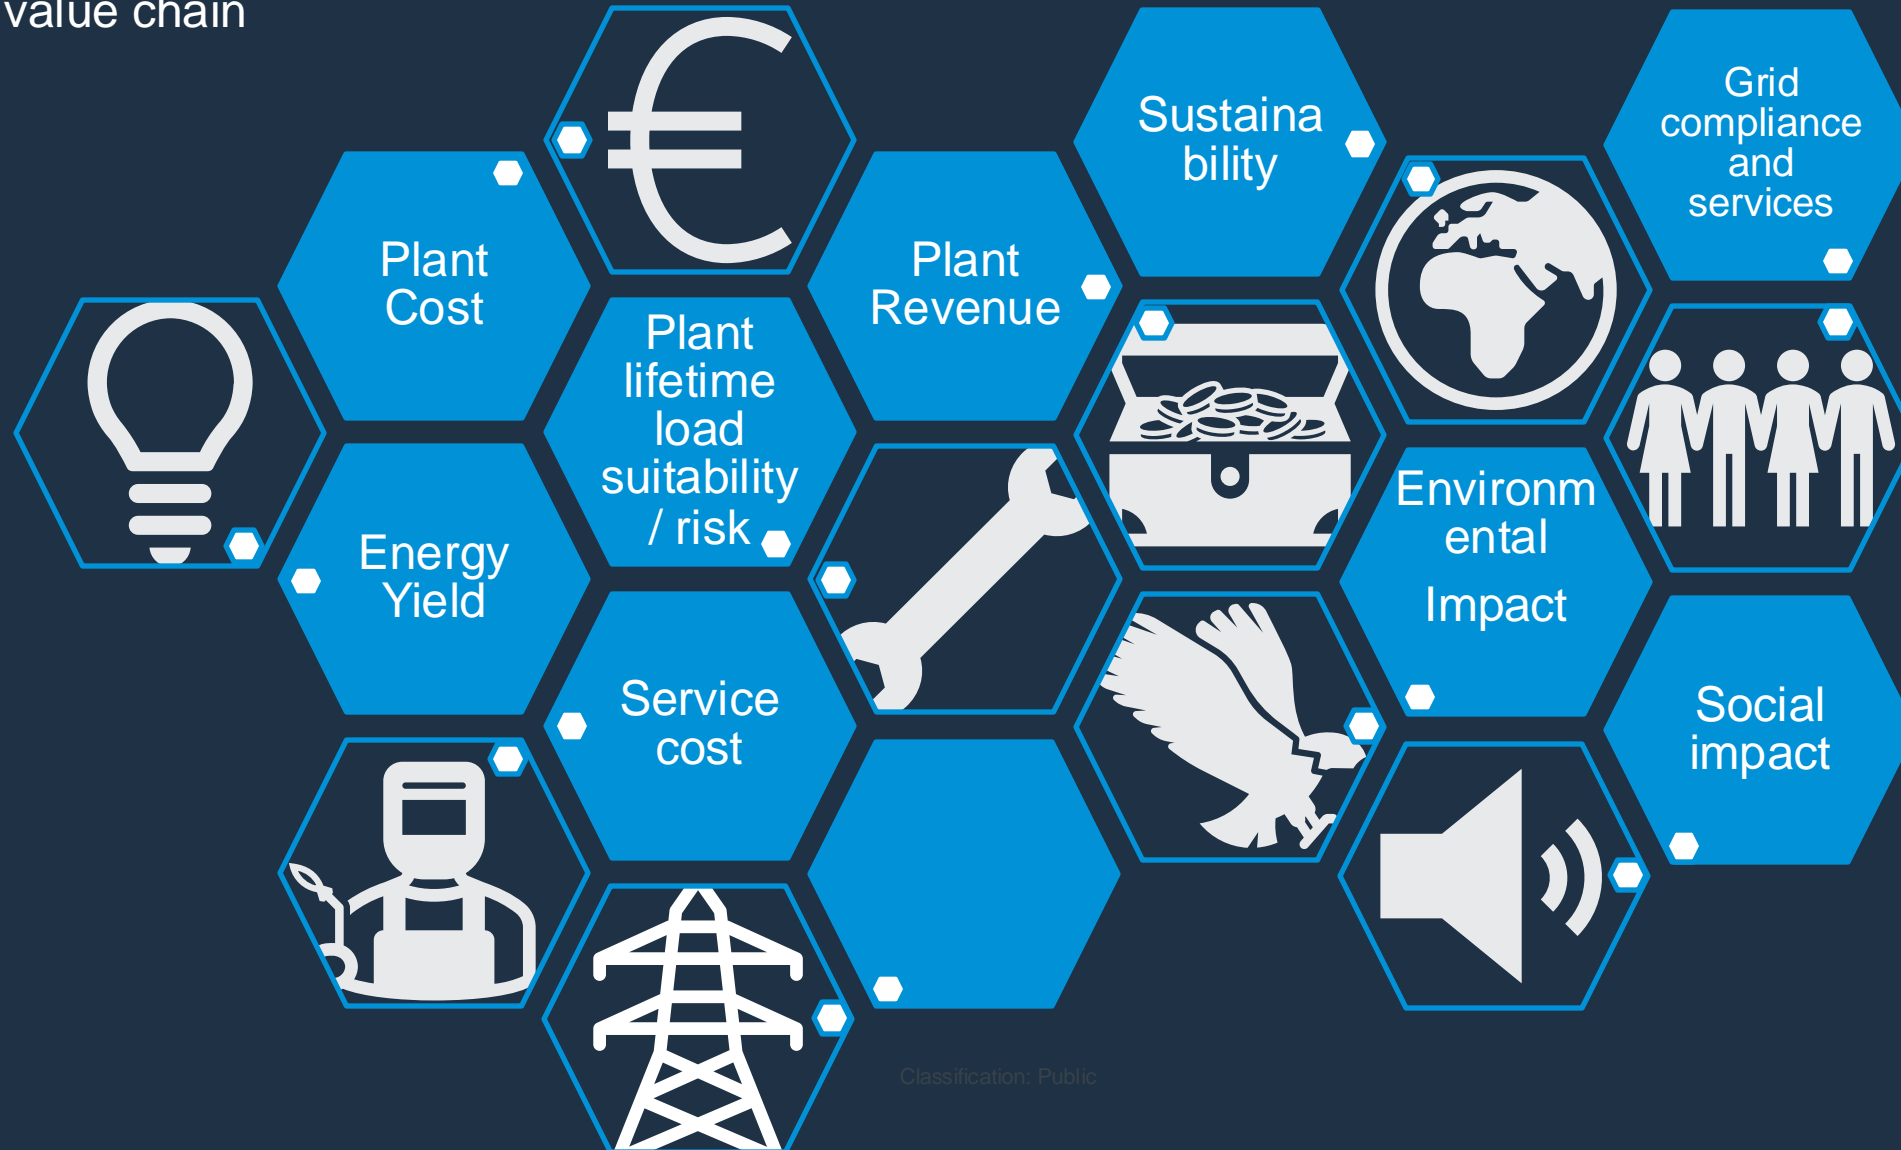 value chain
Plant
Cost
Plant
lifetime
load
suitability
/ risk
Plant
Revenue
Sustaina
bility
Grid
compliance
and
services
Energy
Yield
Service
cost
Environm
ental
Impact
Social
impact
Classification: Public